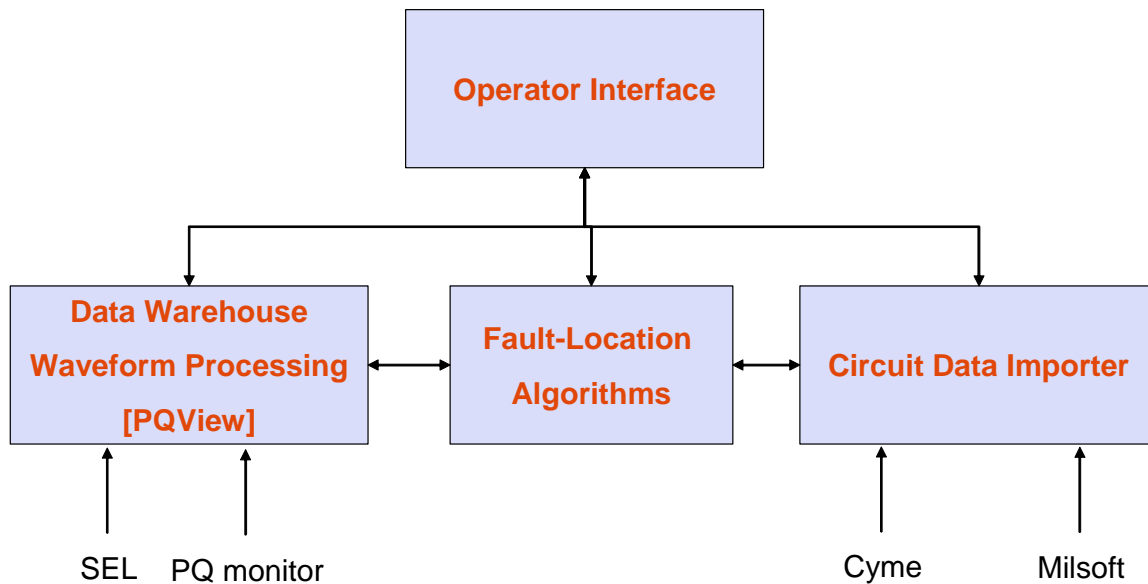 Operator Interface
Data Warehouse
Waveform Processing
[PQView]
Fault-Location
Algorithms
Circuit Data Importer
SEL
PQ monitor
Cyme
Milsoft